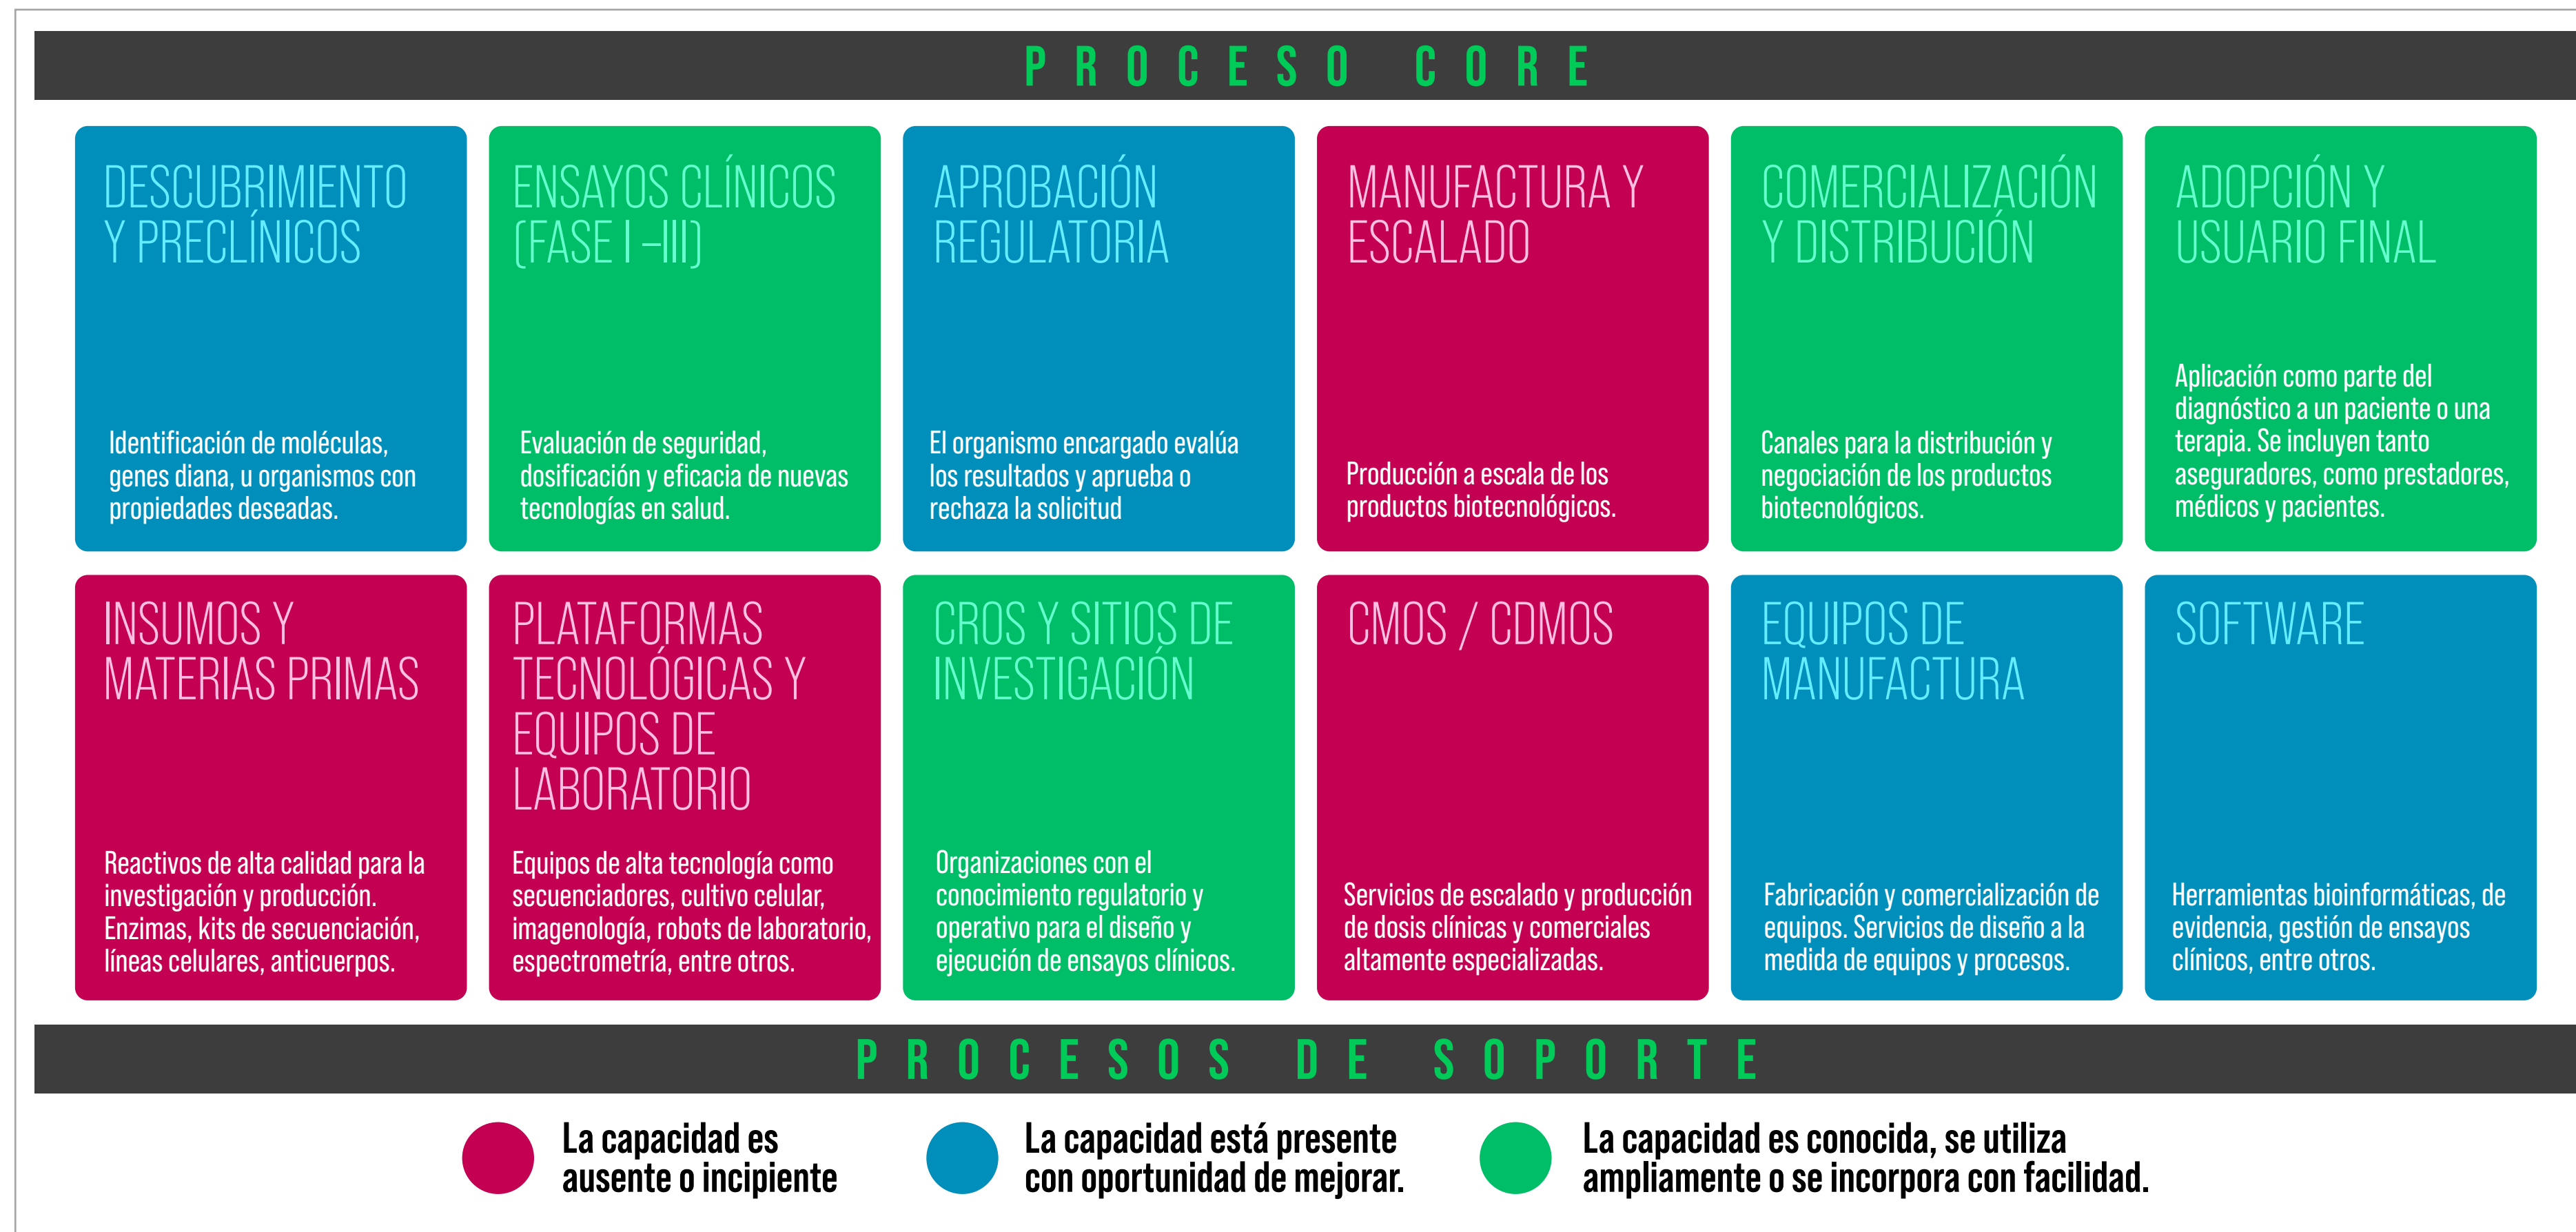 PROCESO CORE
DESCUBRIMIENTO
Y PRECLÍNICOS
Identificación de moléculas,
genes diana, u organismos con
propiedades deseadas.
ENSAYOS CLÍNICOS
(FASE I –III)
Evaluación de seguridad,
dosificación y eficacia de nuevas
tecnologías en salud.
APROBACIÓN
REGULATORIA
El organismo encargado evalúa
los resultados y aprueba o
rechaza la solicitud
MANUFACTURA Y
ESCALADO
Producción a escala de los
productos biotecnológicos.
COMERCIALIZACIÓN
Y DISTRIBUCIÓN
Canales para la distribución y
negociación de los productos
biotecnológicos.
ADOPCIÓN Y
USUARIO FINAL
Aplicación como parte del
diagnóstico a un paciente o una
terapia. Se incluyen tanto
aseguradores, como prestadores,
médicos y pacientes.
INSUMOS Y
MATERIAS PRIMAS
Reactivos de alta calidad para la
investigación y producción.
Enzimas, kits de secuenciación,
líneas celulares, anticuerpos.
PLATAFORMAS
TECNOLÓGICAS Y
EQUIPOS DE
LABORATORIO
Equipos de alta tecnología como
secuenciadores, cultivo celular,
imagenología, robots de laboratorio,
espectrometría, entre otros.
CROS Y SITIOS DE
INVESTIGACIÓN
Organizaciones con el
conocimiento regulatorio y
operativo para el diseño y
ejecución de ensayos clínicos.
CMOS / CDMOS
Servicios de escalado y producción
de dosis clínicas y comerciales
altamente especializadas.
EQUIPOS DE
MANUFACTURA
Fabricación y comercialización de
equipos. Servicios de diseño a la
medida de equipos y procesos.
SOFTWARE
Herramientas bioinformáticas, de
evidencia, gestión de ensayos
clínicos, entre otros.
PROCESOS DE SOPORTE
La capacidad es
ausente o incipiente
La capacidad está presente
con oportunidad de mejorar.
La capacidad es conocida, se utiliza
ampliamente o se incorpora con facilidad.